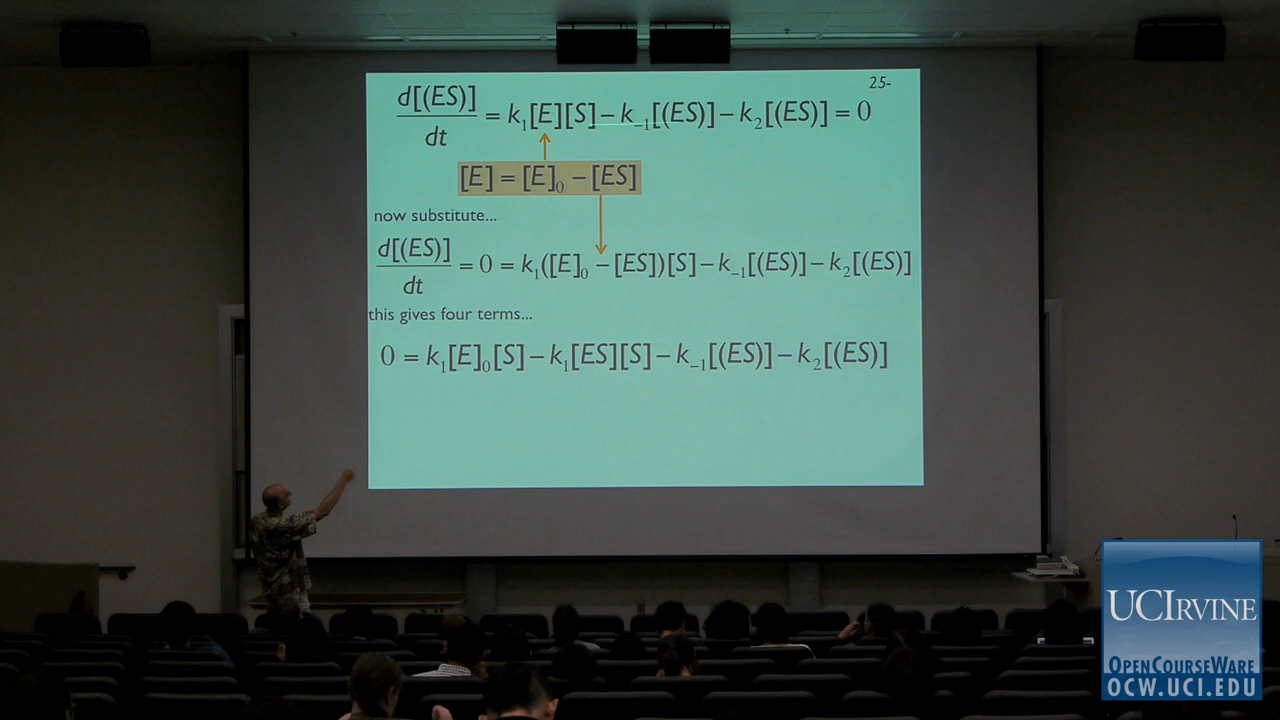 25-
d[(ES)]/dt = k₁[E][S] − k₋₁[(ES)] − k₂[(ES)] = 0
[E] = [E]₀ − [ES]
now substitute...
d[(ES)]/dt = 0 = k₁([E]₀ − [ES])[S] − k₋₁[(ES)] − k₂[(ES)]
this gives four terms...
0 = k₁[E]₀[S] − k₁[ES][S] − k₋₁[(ES)] − k₂[(ES)]
UCIRVINE
OPENCOURSEWARE
OCW.UCI.EDU